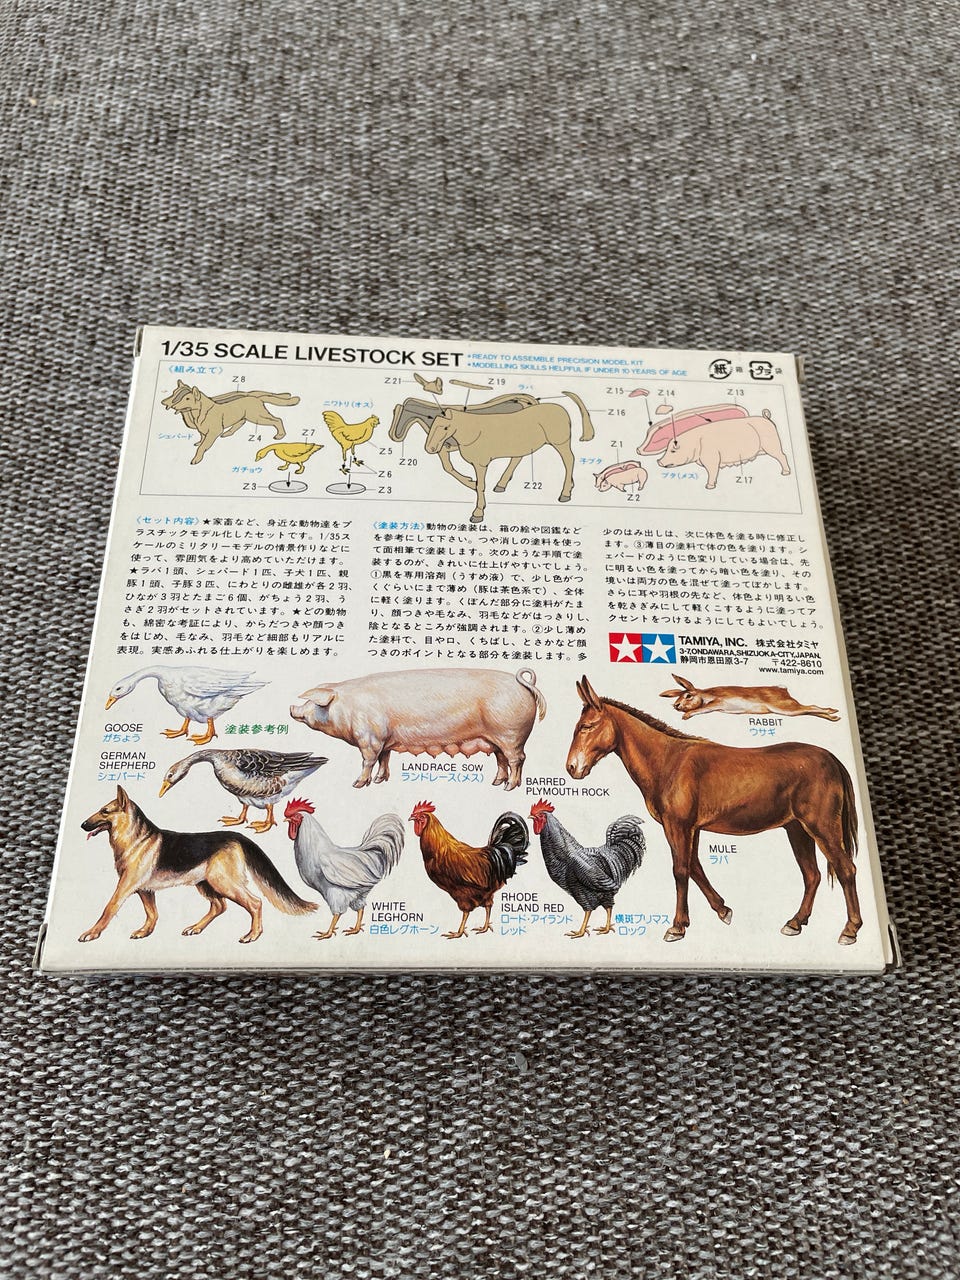 1/35 SCALE LIVESTOCK SET
*READY TO ASSEMBLE PRECISION MODEL KIT
*MODELLING SKILLS HELPFUL IF UNDER 10 YEARS OF AGE
紙 箱 プラ 袋
《組み立て》
Z8
Z4
シェパード
ニワトリ(オス)
Z7
ガチョウ
Z5
Z6
Z3
Z3
Z21
Z19
ラバ
Z16
Z20
Z22
Z15
Z14
Z13
Z1
子ブタ
Z2
ブタ(メス)
Z17
《セット内容》★家畜など、身近な動物達をプ
ラスチックモデル化したセットです。1/35ス
ケールのミリタリーモデルの情景作りなどに
使って、雰囲気をより高めていただけます。
★ラバ1頭、シェパード1匹、子犬1匹、親
豚1頭、子豚3匹、にわとりの雌雄が各2羽、
ひなが3羽とたまご6個、がちょう2羽、う
さぎ2羽がセットされています。★どの動物
も、綿密な考証により、からだつきや顔つき
をはじめ、毛なみ、羽毛など細部もリアルに
表現。実感あふれる仕上がりを楽しめます。
《塗装方法》動物の塗装は、箱の絵や図鑑など
を参考にして下さい。つや消しの塗料を使っ
て面相筆で塗装します。次のような手順で塗
装するのが、きれいに仕上げやすいでしょう。
①黒を専用溶剤(うすめ液)で、少し色がつ
くぐらいにまで薄め(豚は茶色系で)、全体
に軽く塗ります。くぼんだ部分に塗料がたま
り、顔つきや毛なみ、羽毛などがはっきりし、
陰となるところが強調されます。②少し薄め
た塗料で、目や口、くちばし、とさかなど顔
つきのポイントとなる部分を塗装します。多
少のはみ出しは、次に体色を塗る時に修正し
ます。③薄目の塗料で体の色を塗ります。シ
ェパードのように色変りしている場合は、先
に明るい色を塗ってから暗い色を塗り、その
境いは両方の色を混ぜて塗ってぼかします。
さらに耳や羽根の先など、体色より明るい色
を乾きぎみにして軽くこするように塗ってア
クセントをつけるようにしてもよいでしょう。
TAMIYA, INC. 株式会社タミヤ
3-7,ONDAWARA,SHIZUOKA-CITY,JAPAN.
静岡市恩田原3-7 〒422-8610
www.tamiya.com
GOOSE
がちょう
塗装参考例
GERMAN
SHEPHERD
シェパード
LANDRACE SOW
ランドレース(メス)
BARRED
PLYMOUTH ROCK
RABBIT
ウサギ
MULE
ラバ
WHITE
LEGHORN
白色レグホーン
RHODE
ISLAND RED
ロード・アイランド
レッド
横斑プリマス
ロック